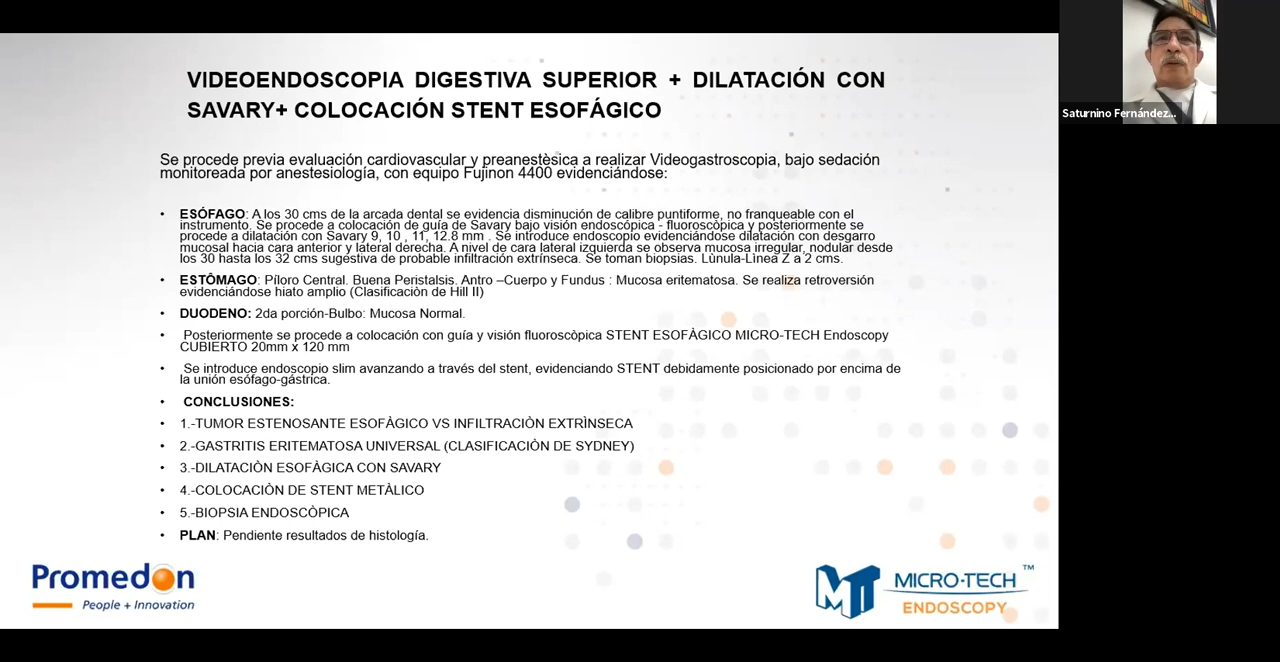 VIDEOENDOSCOPIA DIGESTIVA SUPERIOR + DILATACIÓN CON
SAVARY+ COLOCACIÓN STENT ESOFÁGICO
Se procede previa evaluación cardiovascular y preanestèsica a realizar Videogastroscopia, bajo sedación
monitoreada por anestesiología, con equipo Fujinon 4400 evidenciándose:
• ESÓFAGO: A los 30 cms de la arcada dental se evidencia disminución de calibre puntiforme, no franqueable con el
instrumento. Se procede a colocación de guía de Savary bajo visión endoscópica - fluoroscòpica y posteriormente se
procede a dilatación con Savary 9, 10 , 11, 12.8 mm . Se introduce endoscopio evidenciándose dilatación con desgarro
mucosal hacia cara anterior y lateral derecha. A nivel de cara lateral izquierda se observa mucosa irregular, nodular desde
los 30 hasta los 32 cms sugestiva de probable infiltración extrínseca. Se toman biopsias. Lùnula-Lìnea Z a 2 cms.
• ESTÔMAGO: Píloro Central. Buena Peristalsis. Antro –Cuerpo y Fundus : Mucosa eritematosa. Se realiza retroversión
evidenciándose hiato amplio (Clasificaciòn de Hill II)
• DUODENO: 2da porción-Bulbo: Mucosa Normal.
• Posteriormente se procede a colocación con guía y visión fluoroscòpica STENT ESOFÀGICO MICRO-TECH Endoscopy
CUBIERTO 20mm x 120 mm
• Se introduce endoscopio slim avanzando a través del stent, evidenciando STENT debidamente posicionado por encima de
la unión esófago-gástrica.
• CONCLUSIONES:
• 1.-TUMOR ESTENOSANTE ESOFÀGICO VS INFILTRACIÒN EXTRÌNSECA
• 2.-GASTRITIS ERITEMATOSA UNIVERSAL (CLASIFICACIÒN DE SYDNEY)
• 3.-DILATACIÒN ESOFÀGICA CON SAVARY
• 4.-COLOCACIÒN DE STENT METÀLICO
• 5.-BIOPSIA ENDOSCÒPICA
• PLAN: Pendiente resultados de histología.
Promedon
People + Innovation
MICRO-TECH™
ENDOSCOPY
Saturnino Fernández...